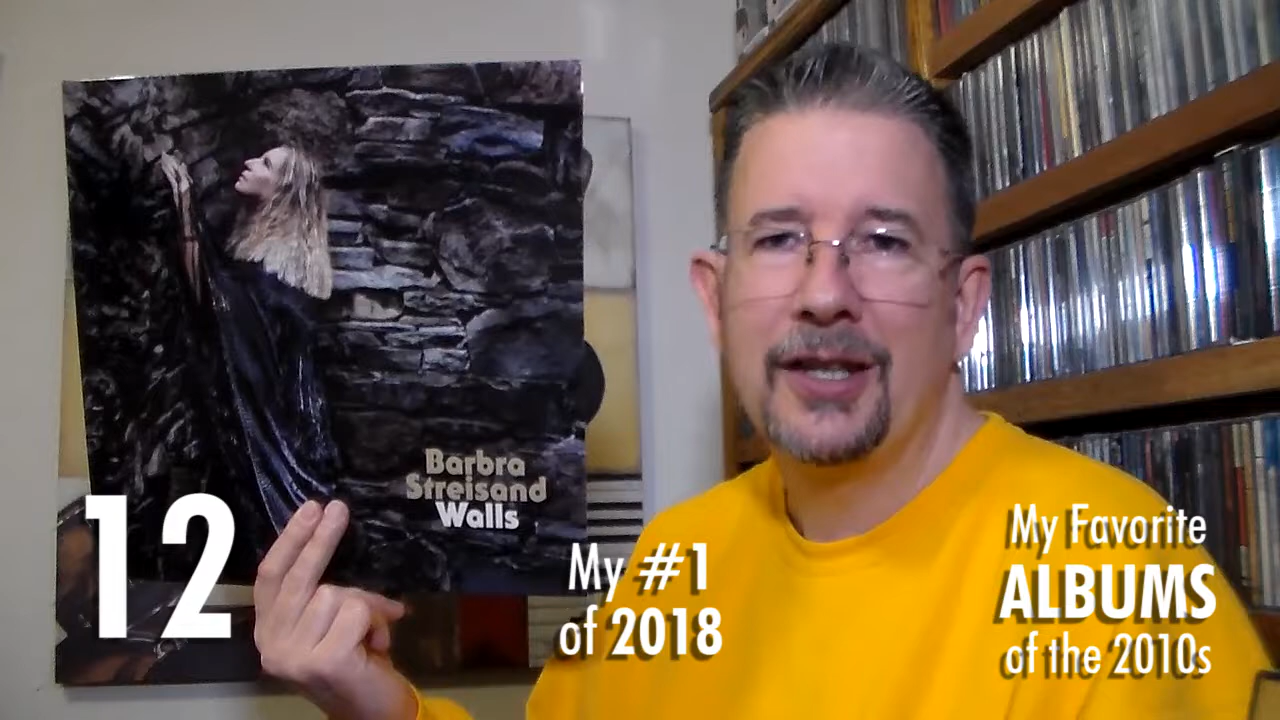 Barbra
Streisand
Walls
12
My #1
of 2018
My Favorite
ALBUMS
of the 2010s